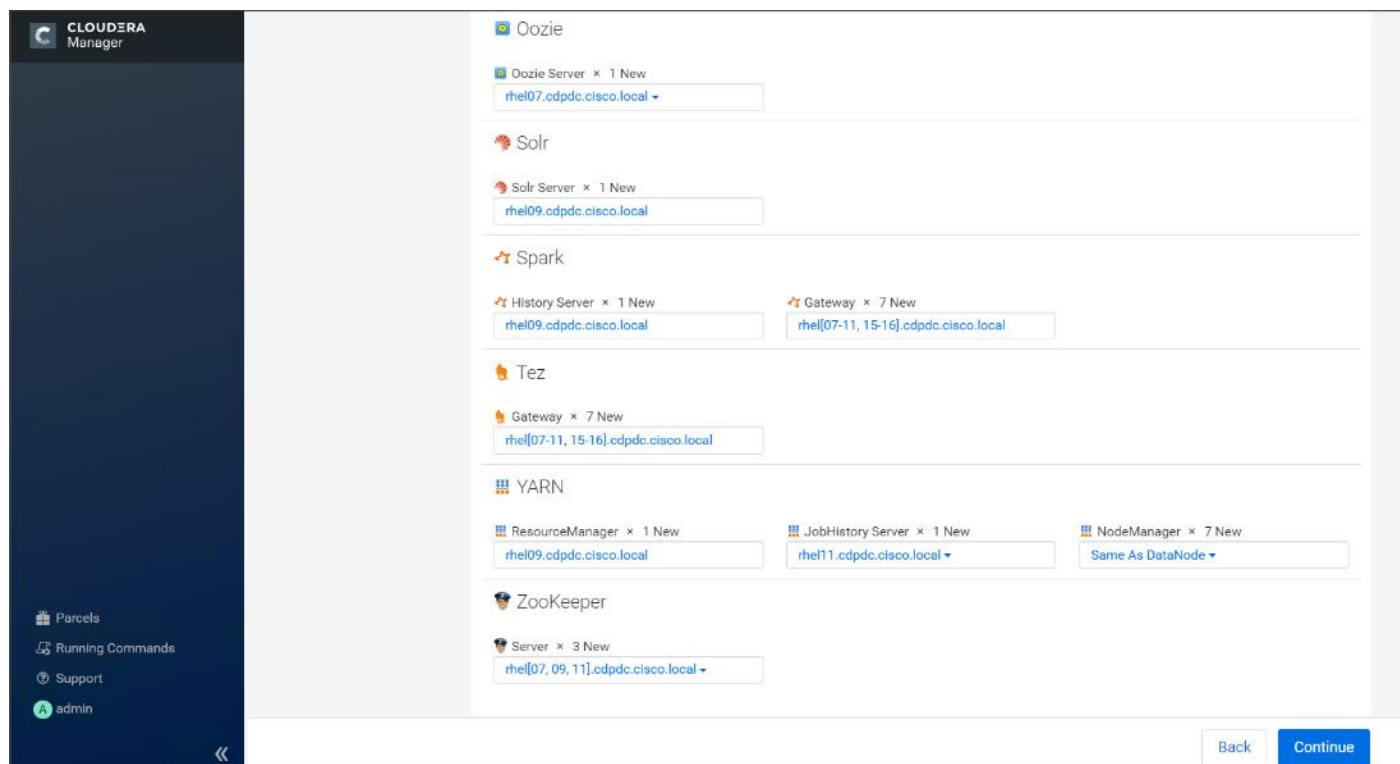 CLOUDERA
Manager
Oozie
Oozie Server × 1 New
rhel07.cdpdc.cisco.local
Solr
Solr Server × 1 New
rhel09.cdpdc.cisco.local
Spark
History Server × 1 New
Gateway × 7 New
rhel09.cdpdc.cisco.local
rhel[07-11, 15-16].cdpdc.cisco.local
Tez
Gateway × 7 New
rhel[07-11, 15-16].cdpdc.cisco.local
YARN
ResourceManager × 1 New
JobHistory Server × 1 New
NodeManager × 7 New
rhel09.cdpdc.cisco.local
rhel11.cdpdc.cisco.local
Same As DataNode
ZooKeeper
Server × 3 New
rhel[07, 09, 11].cdpdc.cisco.local
Parcels
Running Commands
Support
A admin
Back
Continue